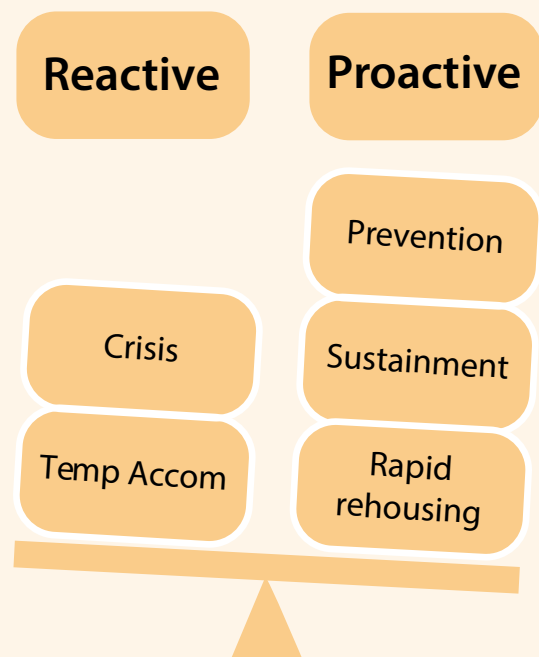 Reactive
Proactive
Prevention
Crisis
Sustainment
Temp Accom
Rapid
rehousing